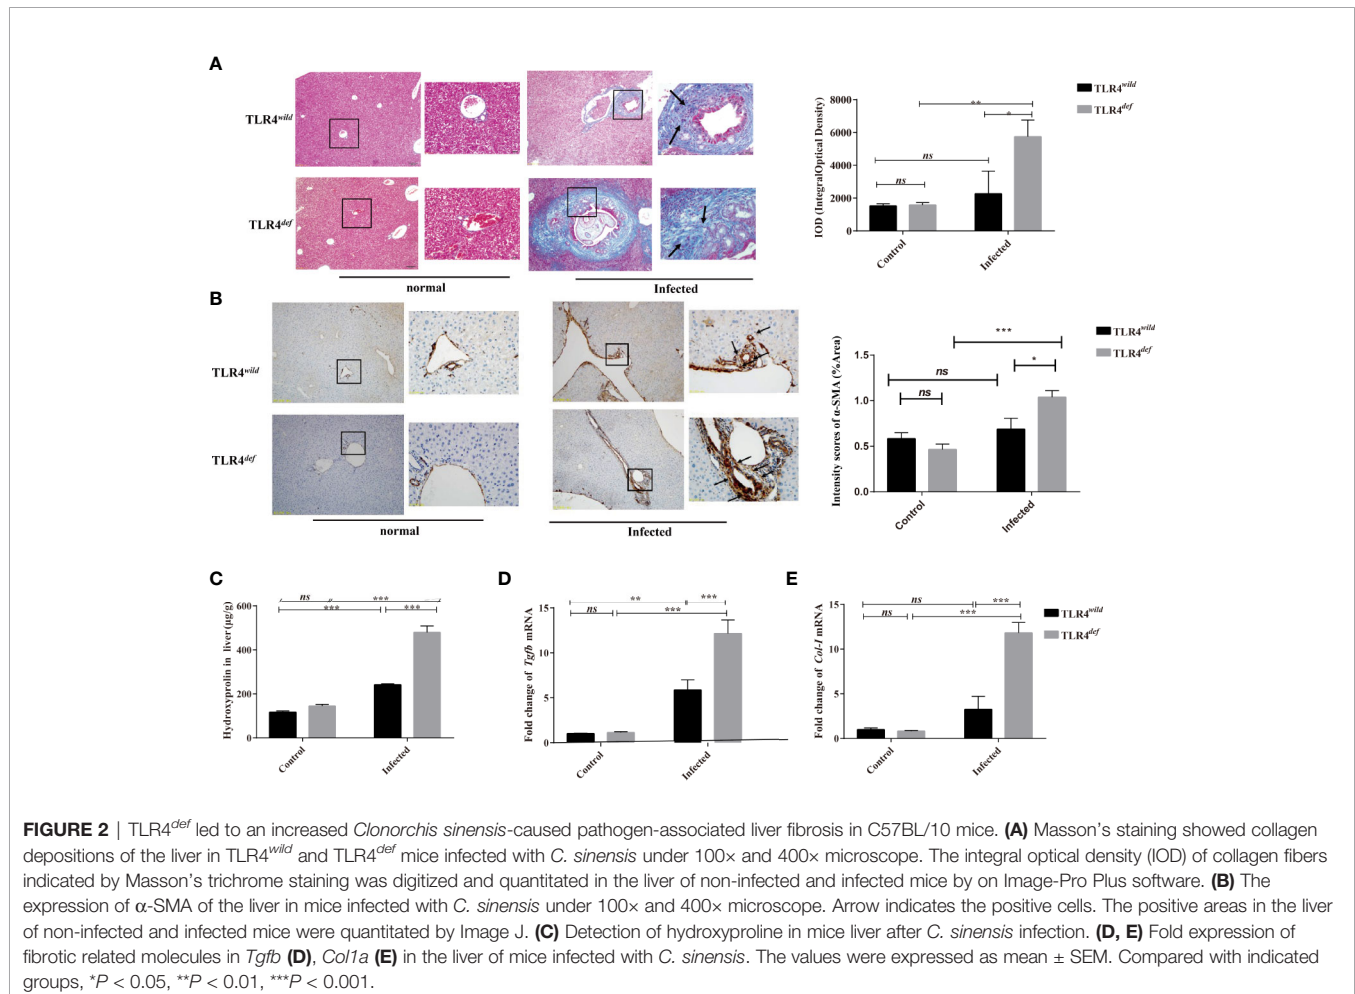 A
TLR4wild
TLR4def
normal
Infected
TLR4wild
TLR4def
IOD (IntegralOptical Density)
8000
6000
4000
2000
0
**
*
ns
ns
Control
Infected
B
TLR4wild
TLR4def
normal
Infected
TLR4wild
TLR4def
Intensity scores of α-SMA (%Area)
1.5
1.0
0.5
0.0
***
*
ns
ns
Control
Infected
C
Hydroxyprolin in liver (μg/g)
600
400
200
0
ns
***
***
***
Control
Infected
D
Fold change of Tgfb mRNA
15
10
5
0
**
***
ns
***
Control
Infected
E
Fold change of Col-I mRNA
15
10
5
0
ns
***
ns
***
Control
Infected
TLR4wild
TLR4def
FIGURE 2 | TLR4def led to an increased Clonorchis sinensis-caused pathogen-associated liver fibrosis in C57BL/10 mice. (A) Masson's staining showed collagen
depositions of the liver in TLR4wild and TLR4def mice infected with C. sinensis under 100× and 400× microscope. The integral optical density (IOD) of collagen fibers
indicated by Masson's trichrome staining was digitized and quantitated in the liver of non-infected and infected mice by on Image-Pro Plus software. (B) The
expression of α-SMA of the liver in mice infected with C. sinensis under 100× and 400× microscope. Arrow indicates the positive cells. The positive areas in the liver
of non-infected and infected mice were quantitated by Image J. (C) Detection of hydroxyproline in mice liver after C. sinensis infection. (D, E) Fold expression of
fibrotic related molecules in Tgfb (D), Col1a (E) in the liver of mice infected with C. sinensis. The values were expressed as mean ± SEM. Compared with indicated
groups, *P < 0.05, **P < 0.01, ***P < 0.001.